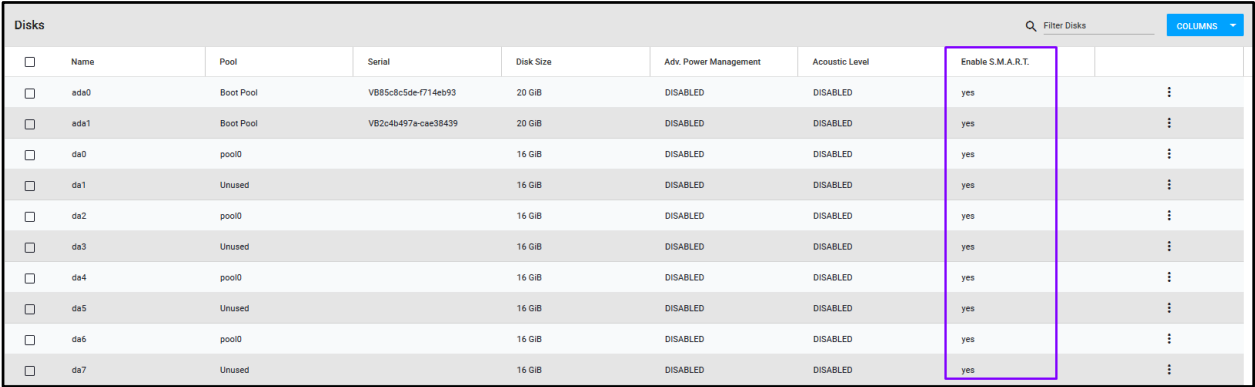 Disks Filter Disks COLUMNS
Name Pool Serial Disk Size Adv. Power Management Acoustic Level Enable S.M.A.R.T.
ada0 Boot Pool VB85c8c5de-f714eb93 20 GiB DISABLED DISABLED yes
ada1 Boot Pool VB2c4b497a-cae38439 20 GiB DISABLED DISABLED yes
da0 pool0 16 GiB DISABLED DISABLED yes
da1 Unused 16 GiB DISABLED DISABLED yes
da2 pool0 16 GiB DISABLED DISABLED yes
da3 Unused 16 GiB DISABLED DISABLED yes
da4 pool0 16 GiB DISABLED DISABLED yes
da5 Unused 16 GiB DISABLED DISABLED yes
da6 pool0 16 GiB DISABLED DISABLED yes
da7 Unused 16 GiB DISABLED DISABLED yes